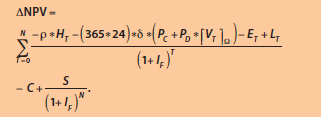 ΔNPV =
N
∑ −ρ*H_T −(365*24)*δ*(P_C +P_D*⌈V_T⌉_Ω)−E_T +L_T
T=0 (1+I_F)^T
− C + S / (1+I_F)^N.